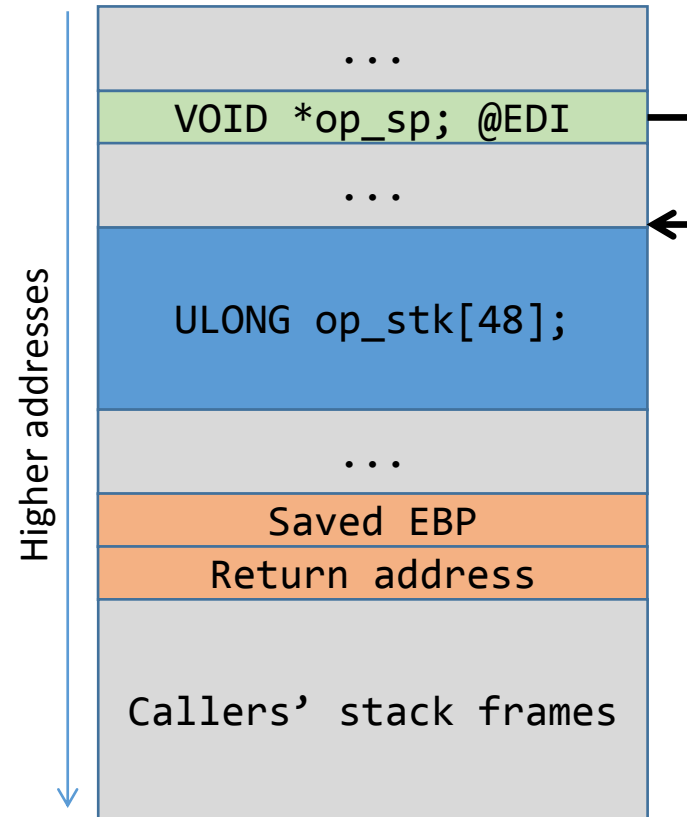 ...
VOID *op_sp; @EDI
...
ULONG op_stk[48];
...
Saved EBP
Return address
Callers’ stack frames
Higher addresses